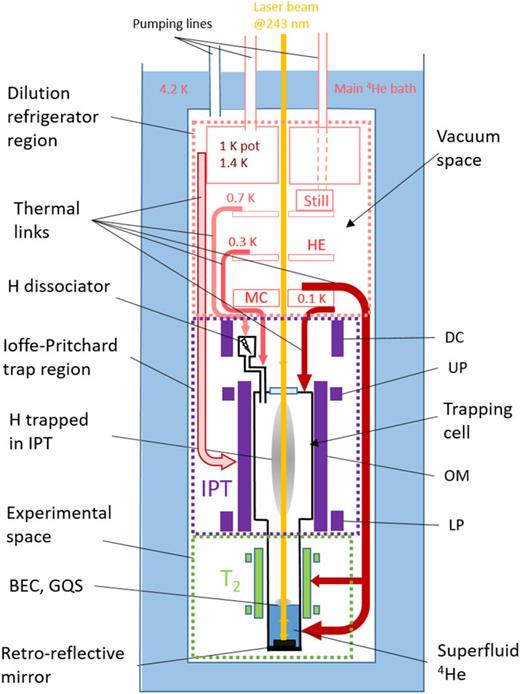 Laser beam
@243 nm
Pumping lines
4.2 K
Main ⁴He bath
Dilution
refrigerator
region
1 K pot
1.4 K
Vacuum
space
0.7 K
Still
Thermal
links
0.3 K
HE
H dissociator
MC
0.1 K
Ioffe-Pritchard
trap region
DC
UP
H trapped
in IPT
Trapping
cell
IPT
OM
Experimental
space
LP
T₂
BEC, GQS
Retro-reflective
mirror
Superfluid
⁴He